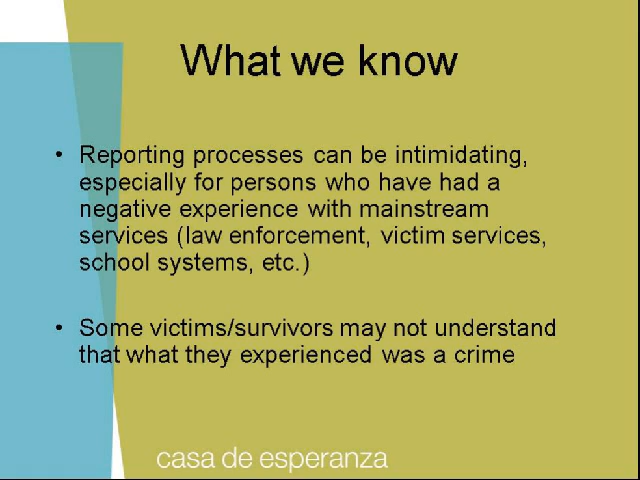 What we know
• Reporting processes can be intimidating,
especially for persons who have had a
negative experience with mainstream
services (law enforcement, victim services,
school systems, etc.)
• Some victims/survivors may not understand
that what they experienced was a crime
casa de esperanza